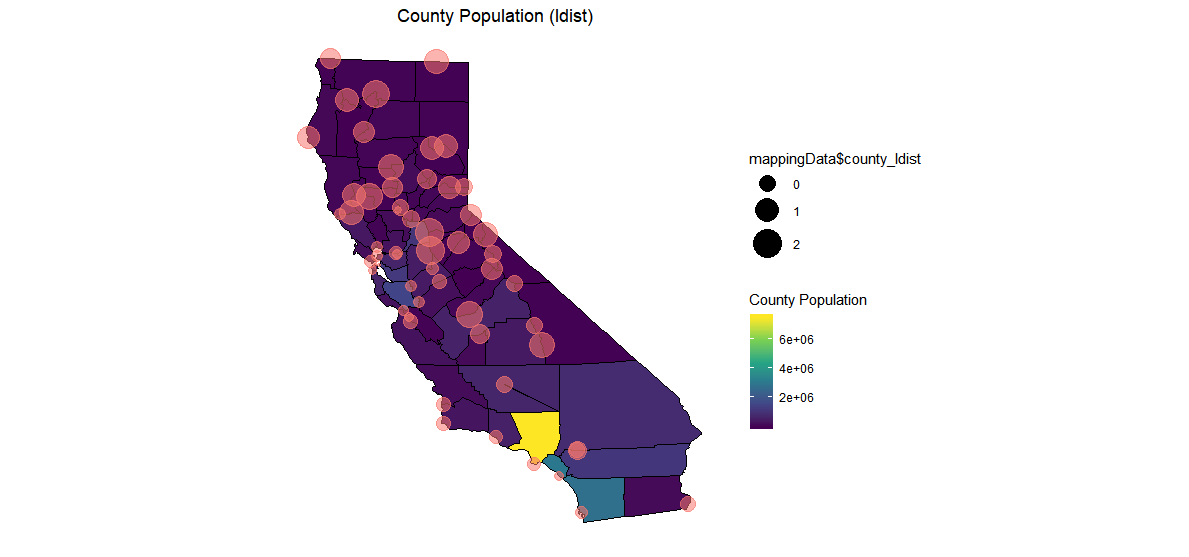 County Population (ldist)
mappingData$county_ldist
0
1
2
County Population
6e+06
4e+06
2e+06